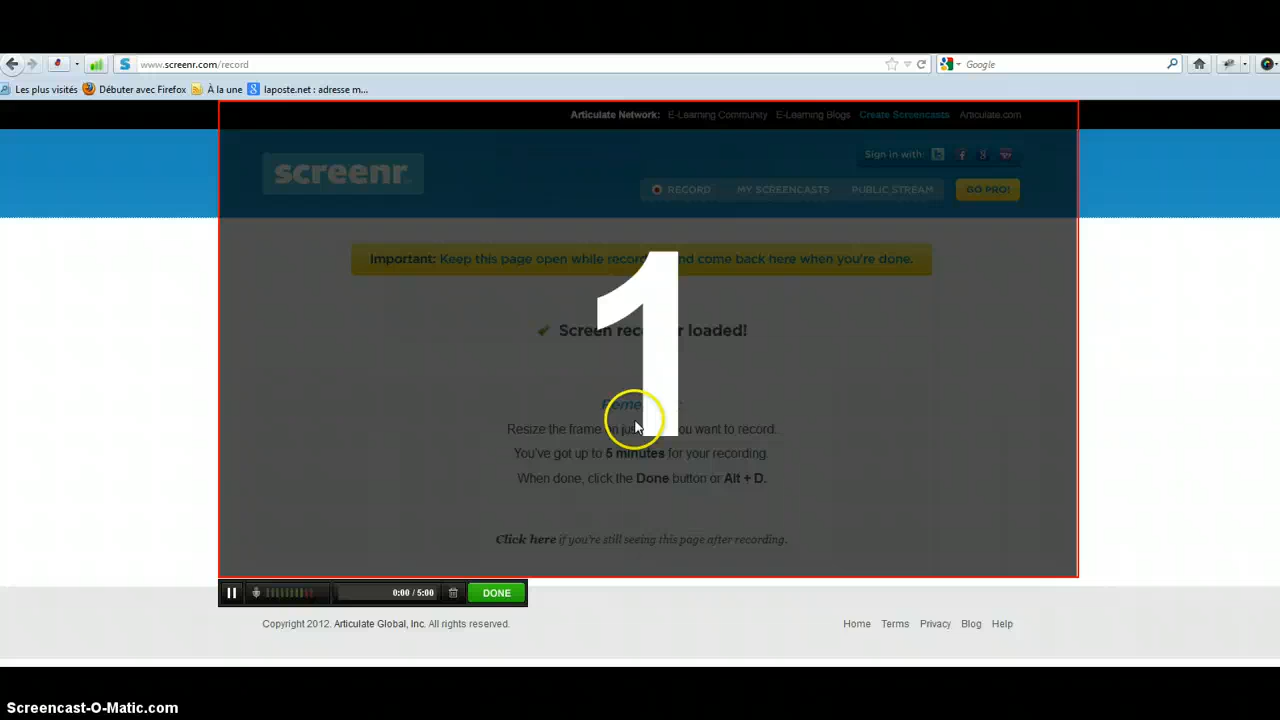 www.screenr.com/record
Google
Les plus visités Débuter avec Firefox À la une laposte.net : adresse m...
Articulate Network: E-Learning Community E-Learning Blogs Create Screencasts Articulate.com
screenr
Sign in with:
RECORD MY SCREENCASTS PUBLIC STREAM GO PRO!
Important: Keep this page open while and come back here when you're done.
1
Screen loaded!
Resize the frame you want to record.
You've got up to 5 minutes for your recording.
When done, click the Done button or Alt + D.
Click here if you're still seeing this page after recording.
0:00 / 5:00 DONE
Copyright 2012. Articulate Global, Inc. All rights reserved.
Home Terms Privacy Blog Help
Screencast-O-Matic.com